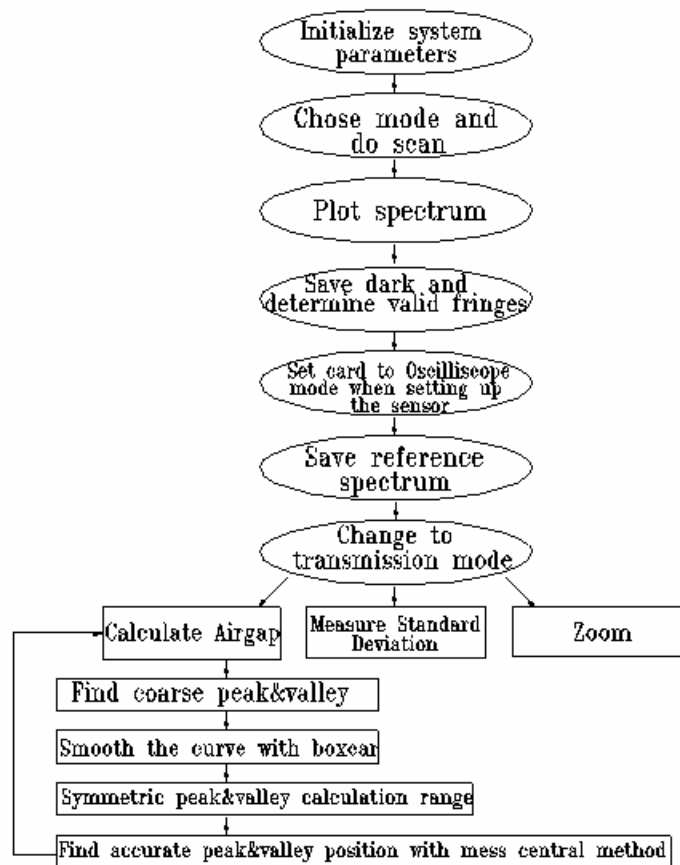 Initialize system
parameters
Chose mode and
do scan
Plot spectrum
Save dark and
determine valid fringes
Set card to Oscilliscope
mode when setting up
the sensor
Save reference
spectrum
Change to
transmission mode
Calculate Airgap
Measure Standard
Deviation
Zoom
Find coarse peak&valley
Smooth the curve with boxcar
Symmetric peak&valley calculation range
Find accurate peak&valley position with mess central method